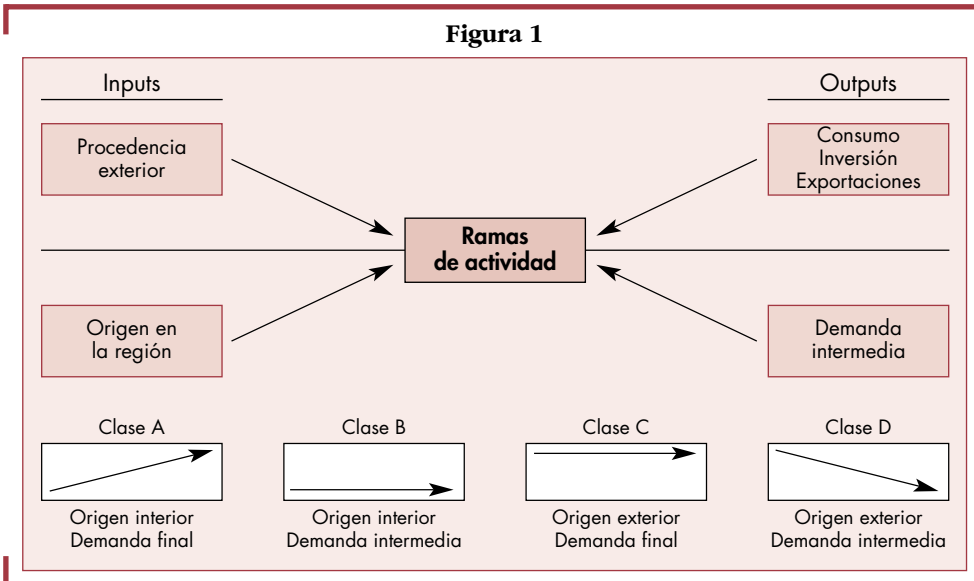 Figura 1
Inputs
Outputs
Procedencia
exterior
Consumo
Inversión
Exportaciones
Ramas
de actividad
Origen en
la región
Demanda
intermedia
Clase A
Clase B
Clase C
Clase D
Origen interior
Demanda final
Origen interior
Demanda intermedia
Origen exterior
Demanda final
Origen exterior
Demanda intermedia